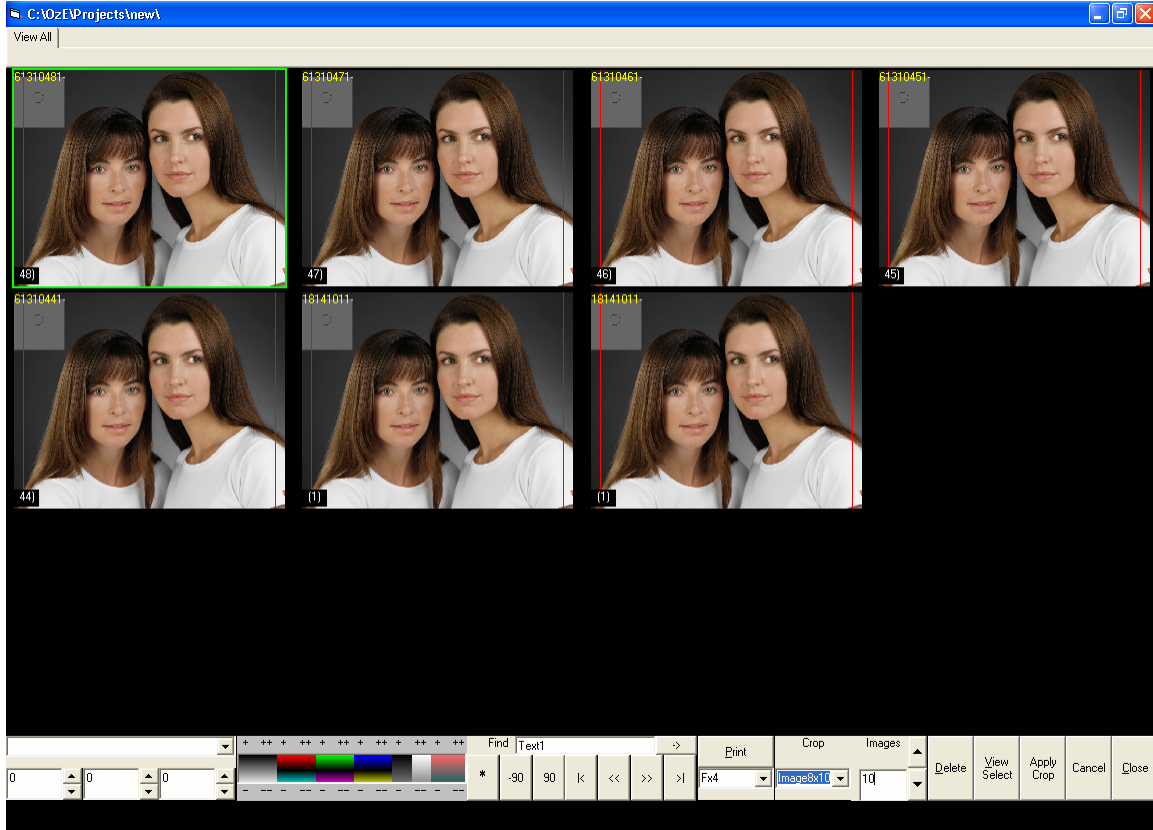 C:\OzE\Projects\new\
View All
61310481- 61310471- 61310461- 61310451-
48) 47) 46) 45)
61310441- 18141011- 18141011-
44) (1) (1)
+ ++ + ++ + ++ + ++ + ++ + ++ Find Text1 -> Print Crop Images
0 0 0 * -90 90 |< << >> >| Fx4 Image8x10 10 Delete View Select Apply Crop Cancel Close
- -- - -- - -- - -- - -- - --